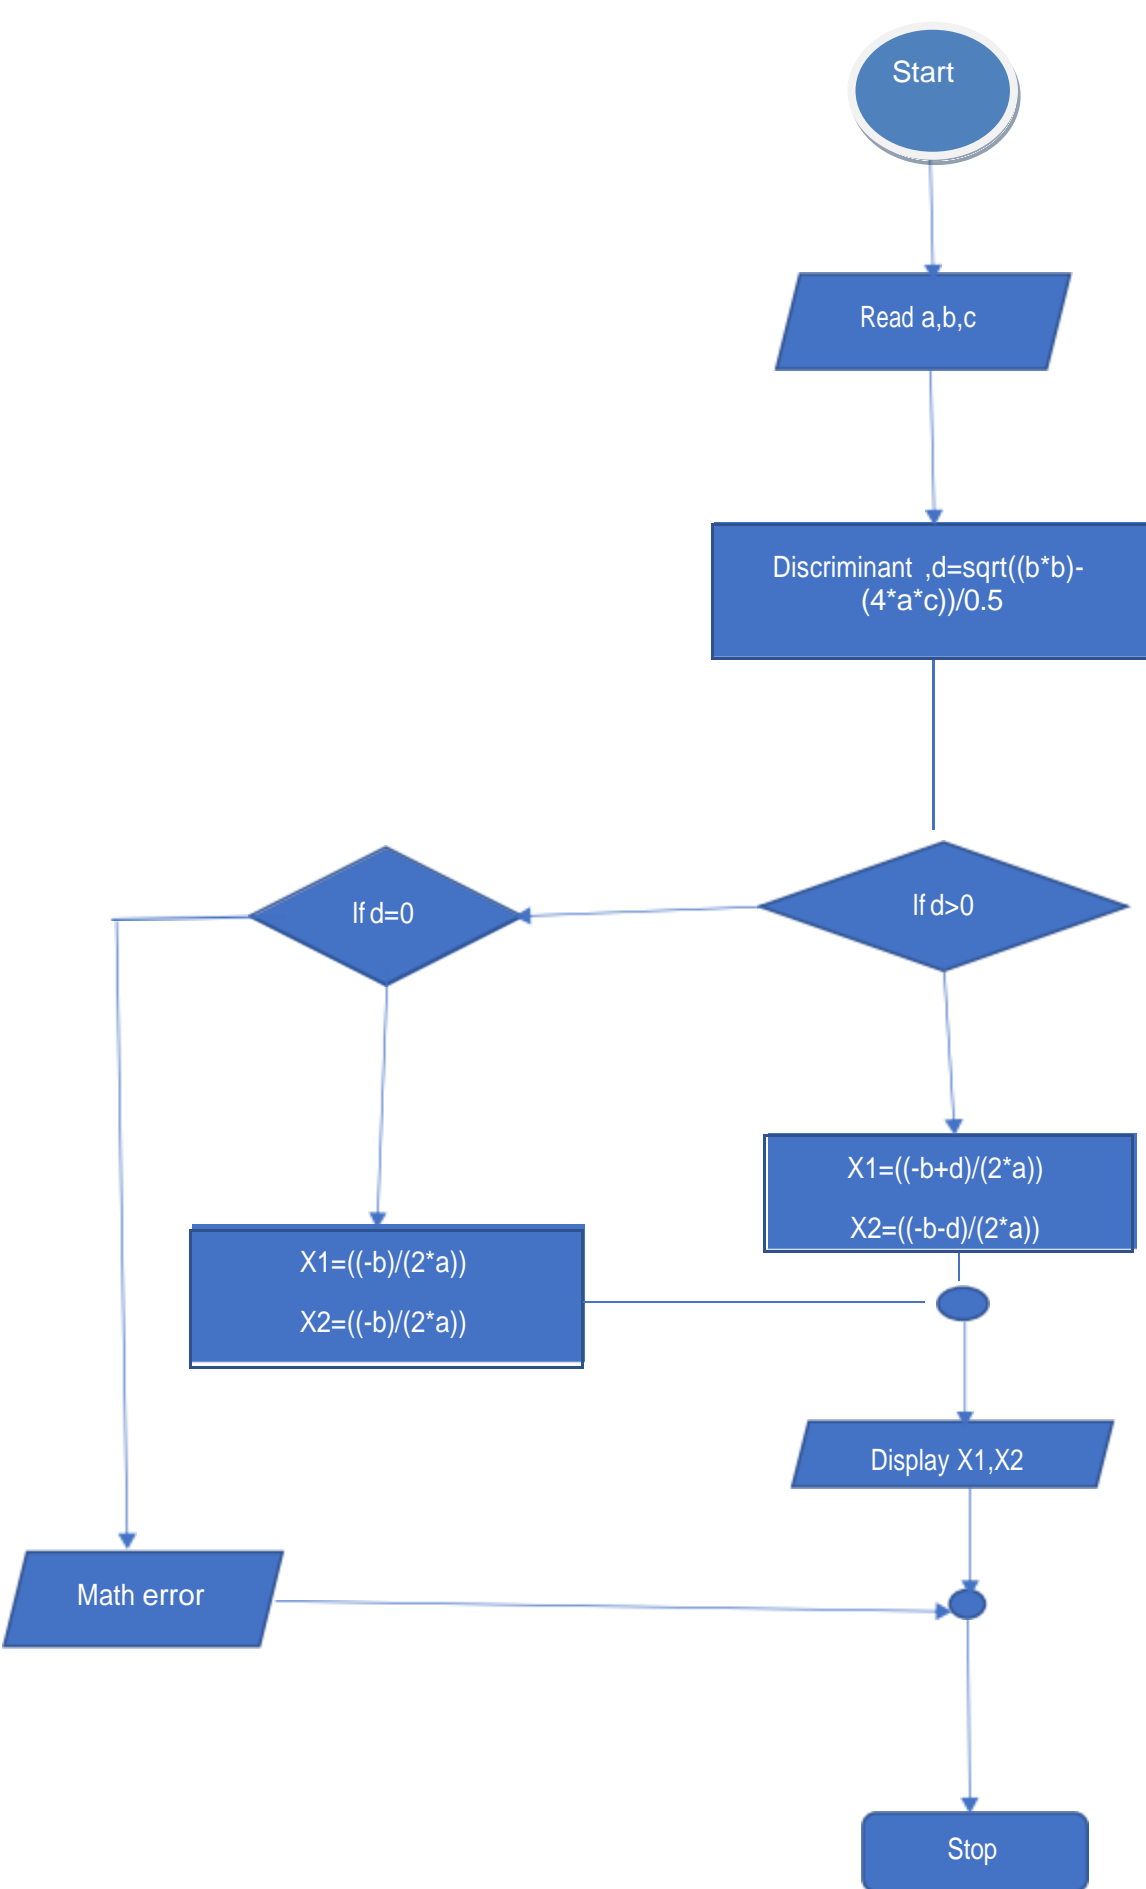 Start
Read a,b,c
Discriminant ,d=sqrt((b*b)-
(4*a*c))/0.5
If d>0
If d=0
X1=((-b+d)/(2*a))
X2=((-b-d)/(2*a))
X1=((-b)/(2*a))
X2=((-b)/(2*a))
Display X1,X2
Math error
Stop